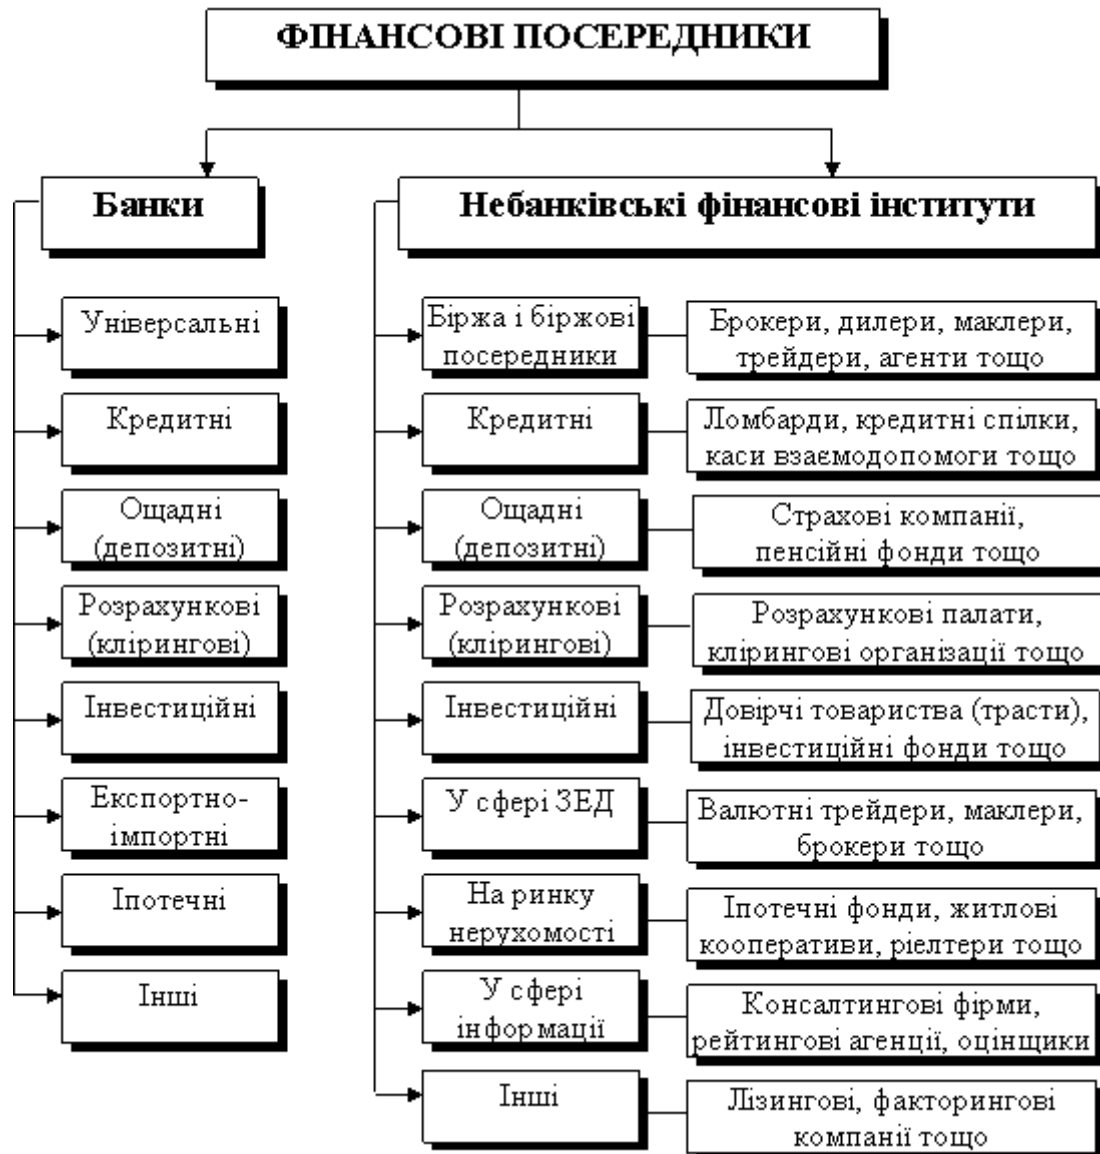 ФІНАНСОВІ ПОСЕРЕДНИКИ
Банки
Універсальні
Кредитні
Ощадні
(депозитні)
Розрахункові
(клірингові)
Інвестиційні
Експортно-
імпортні
Іпотечні
Інші
Небанківські фінансові інститути
Біржа і біржові
посередники
Брокери, дилери, маклери,
трейдери, агенти тощо
Кредитні
Ломбарди, кредитні спілки,
каси взаємодопомоги тощо
Ощадні
(депозитні)
Страхові компанії,
пенсійні фонди тощо
Розрахункові
(клірингові)
Розрахункові палати,
клірингові організації тощо
Інвестиційні
Довірчі товариства (трасти),
інвестиційні фонди тощо
У сфері ЗЕД
Валютні трейдери, маклери,
брокери тощо
На ринку
нерухомості
Іпотечні фонди, житлові
кооперативи, ріелтери тощо
У сфері
інформації
Консалтингові фірми,
рейтингові агенції, оцінщики
Інші
Лізингові, факторингові
компанії тощо